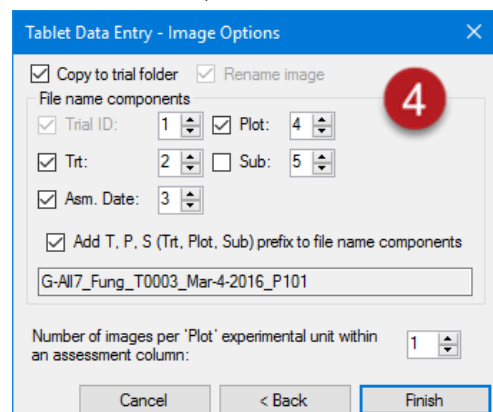 Tablet Data Entry - Image Options
Copy to trial folder Rename image
File name components
4
Trial ID: 1 Plot: 4
Trt: 2 Sub: 5
Asm. Date: 3
Add T, P, S (Trt, Plot, Sub) prefix to file name components
G-All7_Fung_T0003_Mar-4-2016_P101
Number of images per 'Plot' experimental unit within
an assessment column: 1
Cancel < Back Finish